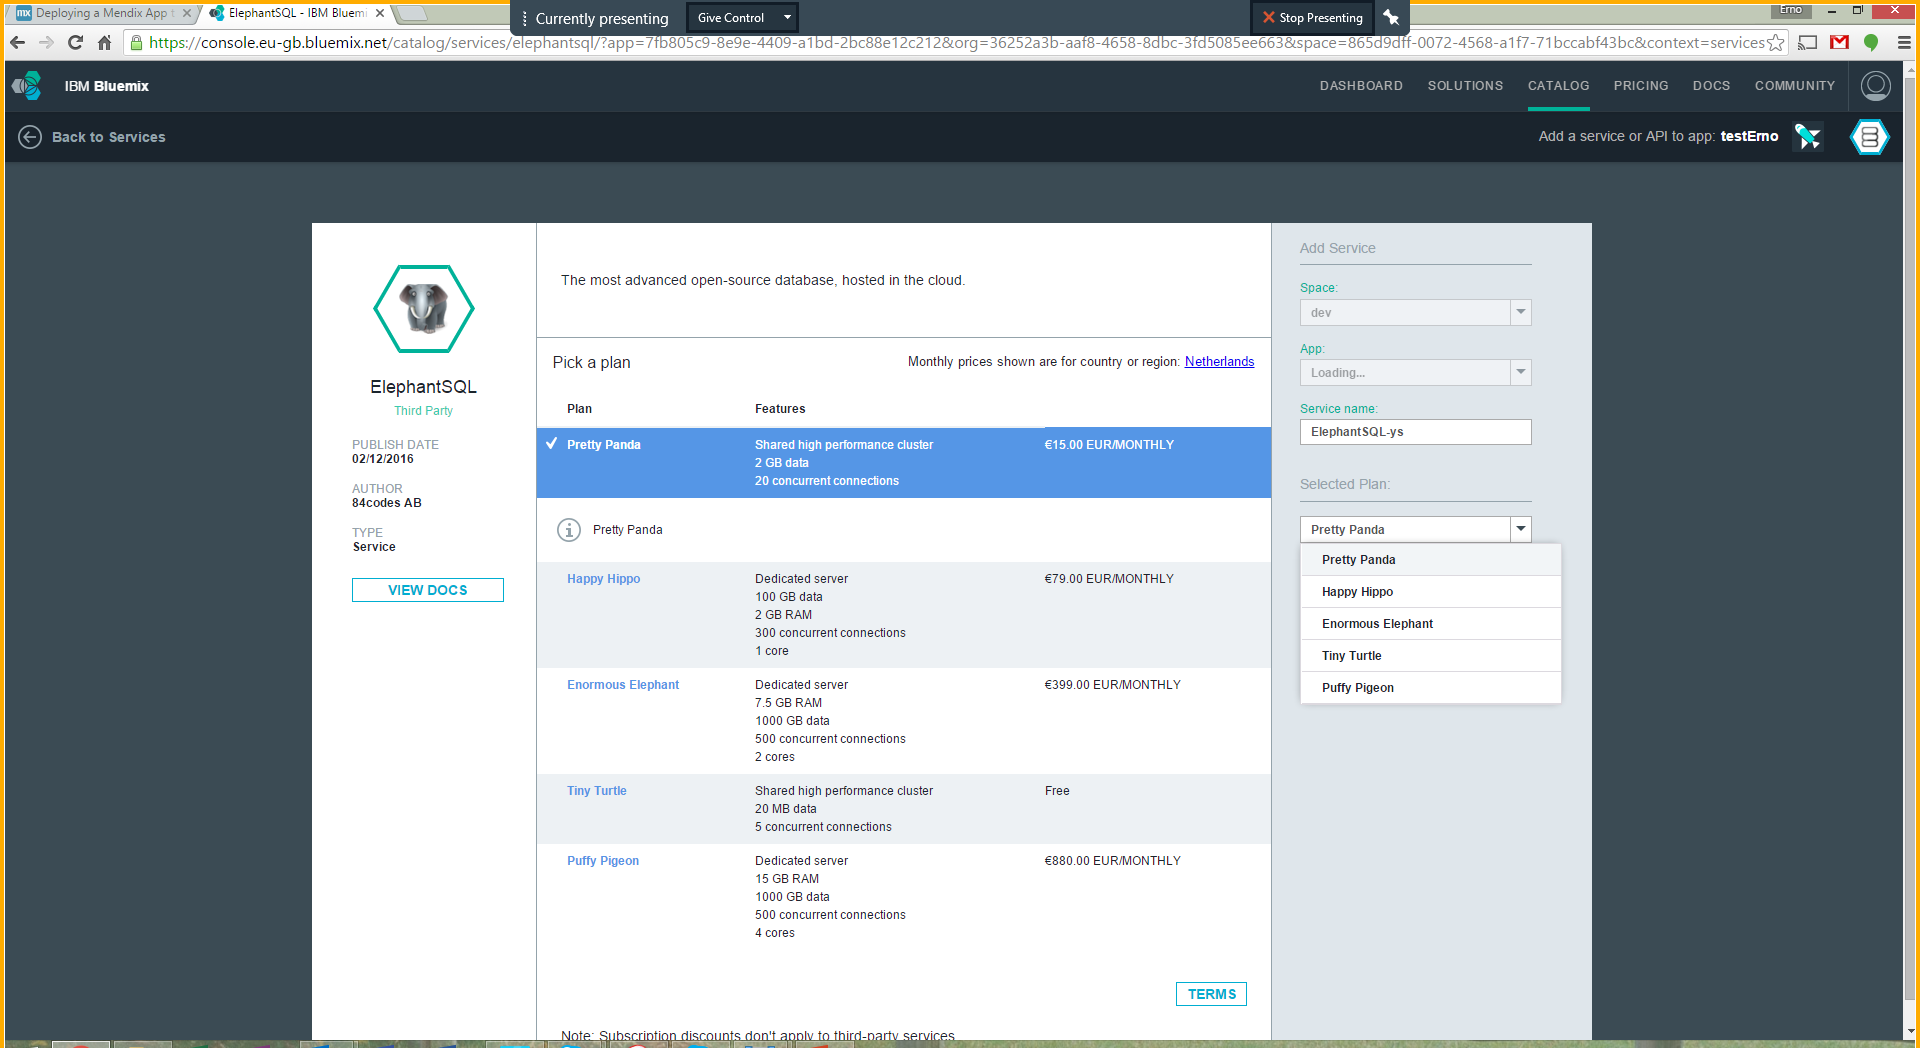 Deploying a Mendix App t
ElephantSQL - IBM Bluemi
Currently presenting
Give Control
Stop Presenting
Erno
https://console.eu-gb.bluemix.net/catalog/services/elephantsql/?app=7fb805c9-8e9e-4409-a1bd-2bc88e12c212&org=36252a3b-aaf8-4658-8dbc-3fd5085ee663&space=865d9dff-0072-4568-a1f7-71bccabf43bc&context=services
IBM Bluemix
DASHBOARD SOLUTIONS CATALOG PRICING DOCS COMMUNITY
Back to Services
Add a service or API to app: testErno
ElephantSQL
Third Party
PUBLISH DATE
02/12/2016
AUTHOR
84codes AB
TYPE
Service
VIEW DOCS
The most advanced open-source database, hosted in the cloud.
Pick a plan
Monthly prices shown are for country or region: Netherlands
Plan Features
Pretty Panda Shared high performance cluster €15.00 EUR/MONTHLY
2 GB data
20 concurrent connections
Pretty Panda
Happy Hippo Dedicated server €79.00 EUR/MONTHLY
100 GB data
2 GB RAM
300 concurrent connections
1 core
Enormous Elephant Dedicated server €399.00 EUR/MONTHLY
7.5 GB RAM
1000 GB data
500 concurrent connections
2 cores
Tiny Turtle Shared high performance cluster Free
20 MB data
5 concurrent connections
Puffy Pigeon Dedicated server €880.00 EUR/MONTHLY
15 GB RAM
1000 GB data
500 concurrent connections
4 cores
TERMS
Note: Subscription discounts don't apply to third-party services
Add Service
Space:
dev
App:
Loading...
Service name:
ElephantSQL-ys
Selected Plan:
Pretty Panda
Pretty Panda
Happy Hippo
Enormous Elephant
Tiny Turtle
Puffy Pigeon